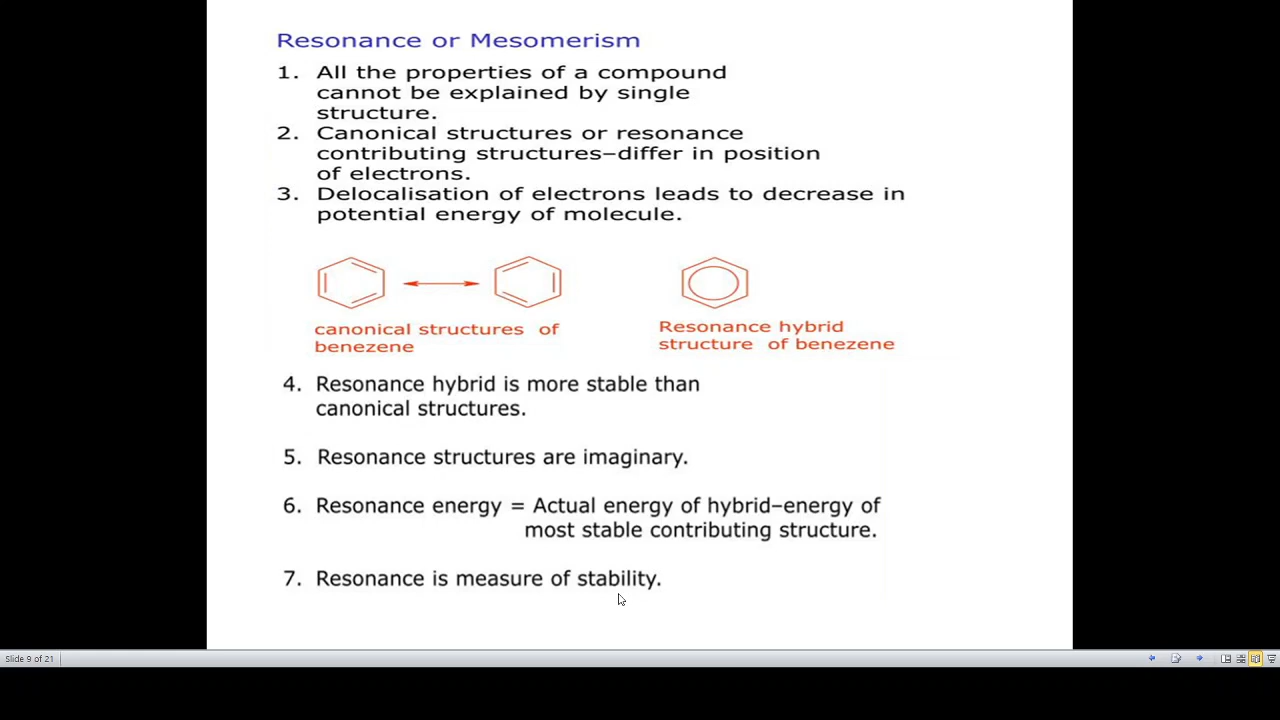 Resonance or Mesomerism
1. All the properties of a compound
cannot be explained by single
structure.
2. Canonical structures or resonance
contributing structures–differ in position
of electrons.
3. Delocalisation of electrons leads to decrease in
potential energy of molecule.
canonical structures of
benezene
Resonance hybrid
structure of benezene
4. Resonance hybrid is more stable than
canonical structures.
5. Resonance structures are imaginary.
6. Resonance energy = Actual energy of hybrid–energy of
most stable contributing structure.
7. Resonance is measure of stability.
Slide 9 of 21